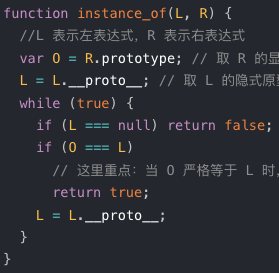 function instance_of(L, R) {
//L 表示左表达式，R 表示右表达式
var O = R.prototype; // 取 R 的显
L = L.__proto__; // 取 L 的隐式原
while (true) {
if (L === null) return false;
if (O === L)
// 这里重点：当 O 严格等于 L 时，
return true;
L = L.__proto__;
}
}